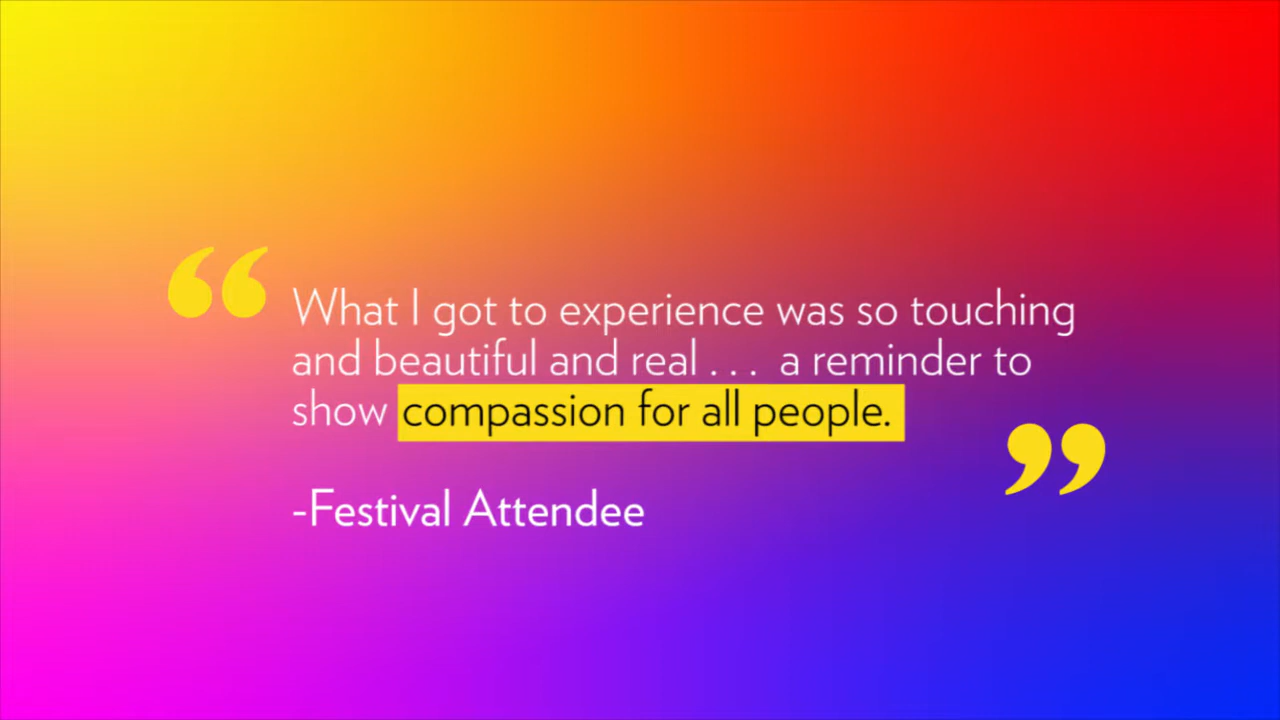 “What I got to experience was so touching
and beautiful and real . . . a reminder to
show compassion for all people.”
-Festival Attendee